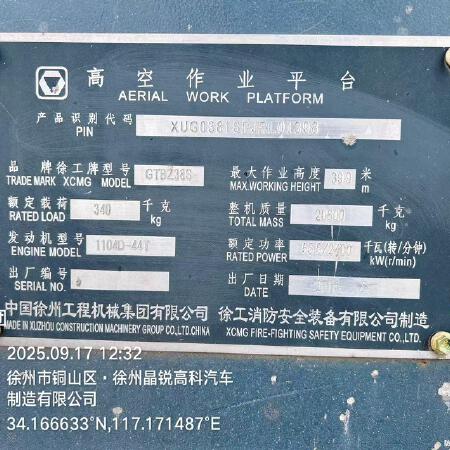 高空作业平台
AERIAL WORK PLATFORM
产品识别代码
PIN
品牌 徐工牌 型号 GTBZ38S 最大作业高度 米
TRADE MARK XCMG MODEL MAX.WORKING HEIGHT m
额定载荷 340 千克 整机质量 千克
RATED LOAD kg TOTAL MASS kg
发动机型号 1104D-44T 额定功率 千瓦(转/分钟)
ENGINE MODEL RATED POWER kW(r/min)
出厂编号 出厂日期
SERIAL NO. DATE
中国徐州工程机械集团有限公司 徐工消防安全装备有限公司制造
MADE IN XUZHOU CONSTRUCTION MACHINERY GROUP CO.,LTD.CHINA XCMG FIRE-FIGHTING SAFETY EQUIPMENT CO.,LTD.
2025.09.17 12:32
徐州市铜山区·徐州晶锐高科汽车
制造有限公司
34.166633°N,117.171487°E